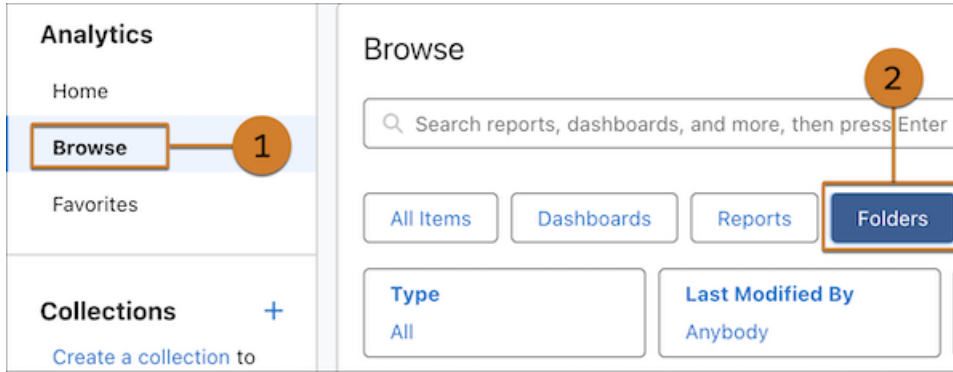 Analytics
Home
Browse
1
Favorites
Collections +
Create a collection to
Browse
2
Search reports, dashboards, and more, then press Enter
All Items Dashboards Reports Folders
Type
All
Last Modified By
Anybody